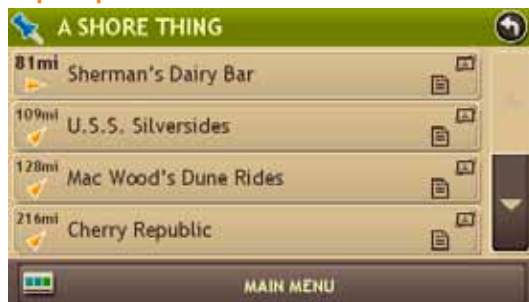 A SHORE THING
81mi
Sherman's Dairy Bar
109mi
U.S.S. Silversides
128mi
Mac Wood's Dune Rides
216mi
Cherry Republic
MAIN MENU